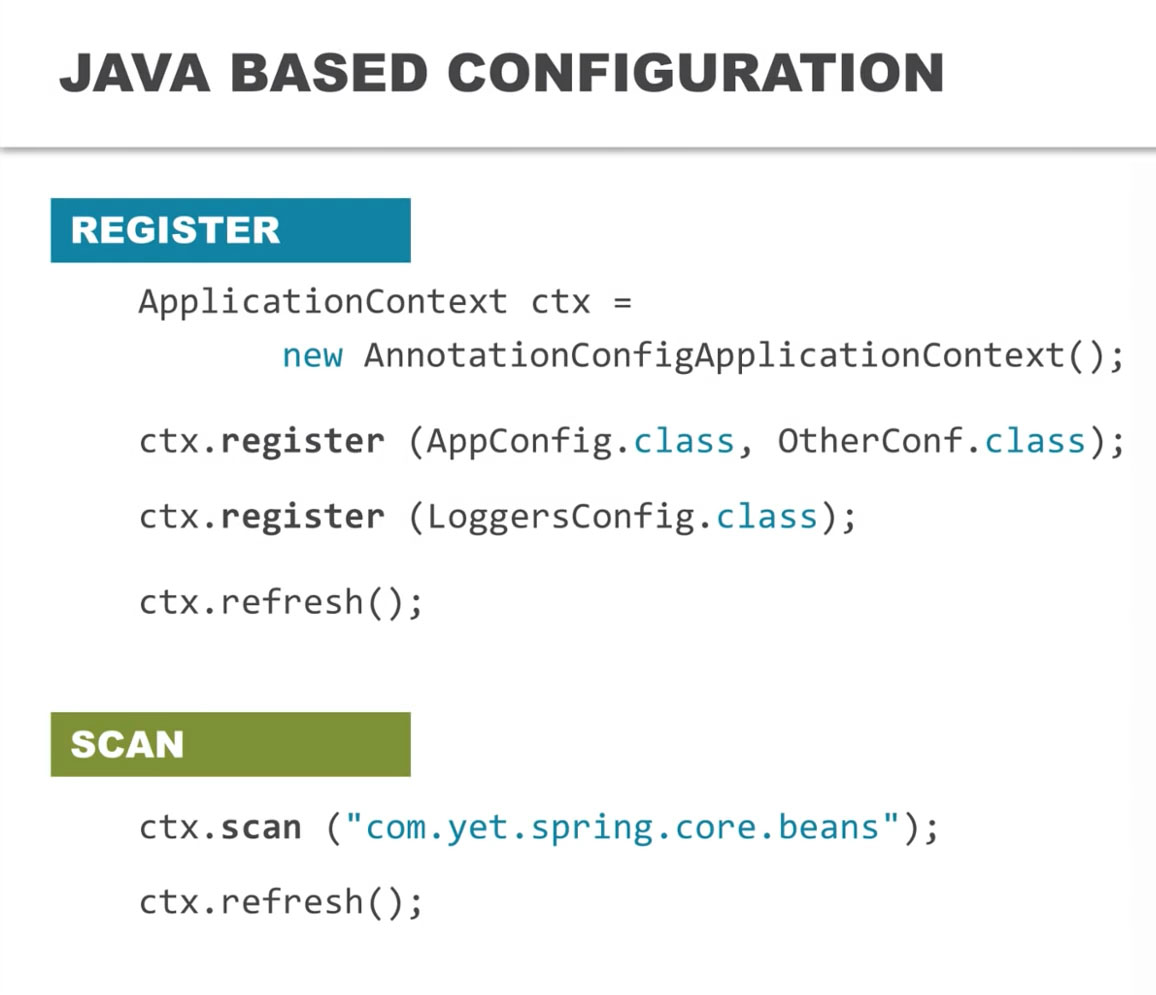 JAVA BASED CONFIGURATION
REGISTER
ApplicationContext ctx =
new AnnotationConfigApplicationContext();
ctx.register (AppConfig.class, OtherConf.class);
ctx.register (LoggersConfig.class);
ctx.refresh();
SCAN
ctx.scan ("com.yet.spring.core.beans");
ctx.refresh();